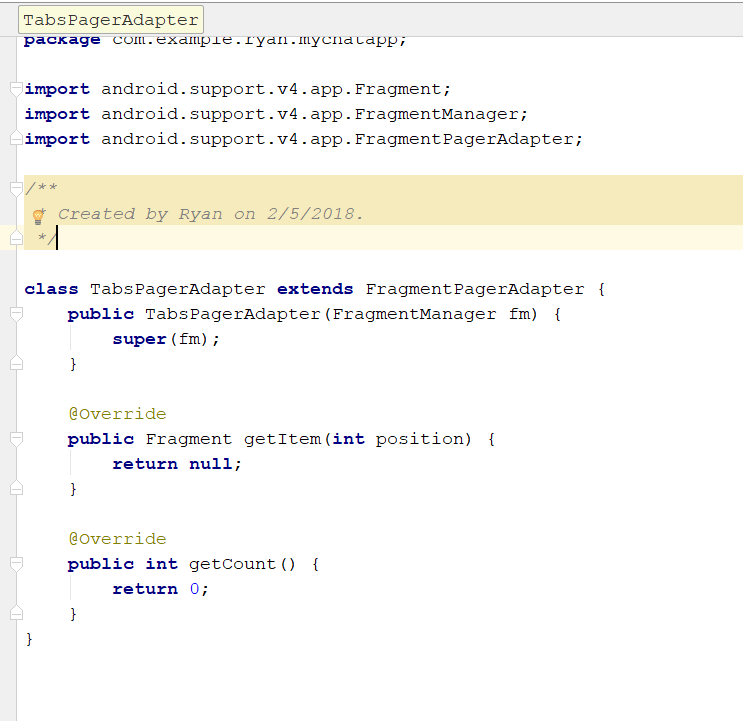 TabsPagerAdapter
package com.example.ryan.mychatapp;
import android.support.v4.app.Fragment;
import android.support.v4.app.FragmentManager;
import android.support.v4.app.FragmentPagerAdapter;
/**
* Created by Ryan on 2/5/2018.
*/
class TabsPagerAdapter extends FragmentPagerAdapter {
public TabsPagerAdapter(FragmentManager fm) {
super(fm);
}
@Override
public Fragment getItem(int position) {
return null;
}
@Override
public int getCount() {
return 0;
}
}